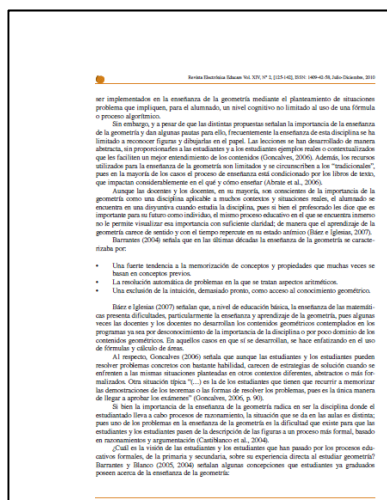 Revista Electrónica Educare Vol. XIV, N° 2, [125-142], ISSN: 1409-42-58, Julio-Diciembre, 2010
ser implementados en la enseñanza de la geometría mediante el planteamiento de situaciones
problema que impliquen, para el alumnado, un nivel cognitivo no limitado al uso de una fórmula
o proceso algorítmico.
Sin embargo, y a pesar de que las distintas propuestas señalan la importancia de la enseñanza
de la geometría y dan algunas pautas para ello, frecuentemente la enseñanza de esta disciplina se ha
limitado a reconocer figuras y dibujarlas en el papel. Las lecciones se han desarrollado de manera
abstracta, sin proporcionarles a las estudiantes y a los estudiantes ejemplos reales o contextualizados
que les faciliten un mejor entendimiento de los contenidos (Goncalves, 2006). Además, los recursos
utilizados para la enseñanza de la geometría son limitados y se circunscriben a los "tradicionales",
pues en la mayoría de los casos el proceso de enseñanza está condicionado por los libros de texto,
que impactan considerablemente en el qué y cómo enseñar (Abrate et al., 2006).
Aunque las docentes y los docentes, en su mayoría, son conscientes de la importancia de la
geometría como una disciplina aplicable a muchos contextos y situaciones reales, el alumnado se
encuentra en una disyuntiva cuando estudia la disciplina, pues si bien el profesorado les dice que es
importante para su futuro como individuo, el mismo proceso educativo en el que se encuentra inmerso
no le permite visualizar esa importancia con suficiente claridad; de manera que el aprendizaje de la
geometría carece de sentido y con el tiempo repercute en su estado anímico (Báez e Iglesias, 2007).
Barrantes (2004) señala que en las últimas décadas la enseñanza de la geometría se caracte-
rizaba por:
• Una fuerte tendencia a la memorización de conceptos y propiedades que muchas veces se
basan en conceptos previos.
• La resolución automática de problemas en la que se tratan aspectos aritméticos.
• Una exclusión de la intuición, demasiado pronto, como acceso al conocimiento geométrico.
Báez e Iglesias (2007) señalan que, a nivel de educación básica, la enseñanza de las matemáti-
cas presenta dificultades, particularmente la enseñanza y aprendizaje de la geometría, pues algunas
veces las docentes y los docentes no desarrollan los contenidos geométricos contemplados en los
programas ya sea por desconocimiento de la importancia de la disciplina o por poco dominio de los
contenidos geométricos. En aquellos casos en que sí se desarrollan, se hace enfatizando en el uso
de fórmulas y cálculo de áreas.
Al respecto, Goncalves (2006) señala que aunque las estudiantes y los estudiantes pueden
resolver problemas concretos con bastante habilidad, carecen de estrategias de solución cuando se
enfrentan a las mismas situaciones planteadas en otros contextos diferentes, abstractos o más for-
malizados. Otra situación típica "(...) es la de los estudiantes que tienen que recurrir a memorizar
las demostraciones de los teoremas o las formas de resolver los problemas, pues es la única manera
de llegar a aprobar los exámenes" (Goncalves, 2006, p. 90).
Si bien la importancia de la enseñanza de la geometría radica en ser la disciplina donde el
estudiantado lleva a cabo procesos de razonamiento, la situación que se da en las aulas es distinta;
pues uno de los problemas en la enseñanza de la geometría es la dificultad que existe para que las
estudiantes y los estudiantes pasen de la descripción de las figuras a un proceso más formal, basado
en razonamientos y argumentación (Castiblanco et al., 2004).
¿Cuál es la visión de las estudiantes y los estudiantes que han pasado por los procesos edu-
cativos formales, de la primaria y secundaria, sobre su experiencia directa al estudiar geometría?
Barrantes y Blanco (2005, 2004) señalan algunas concepciones que estudiantes ya graduados
poseen acerca de la enseñanza de la geometría: